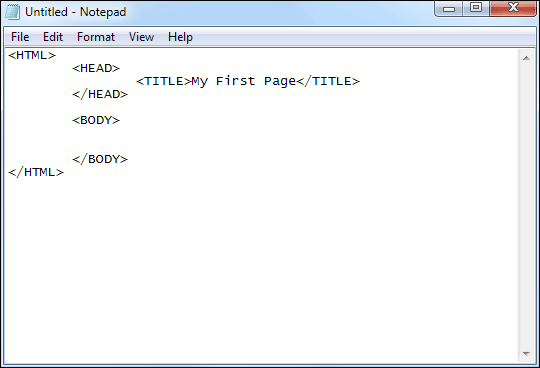 Untitled - Notepad
File Edit Format View Help
<HTML>
<HEAD>
<TITLE>My First Page</TITLE>
</HEAD>
<BODY>
</BODY>
</HTML>